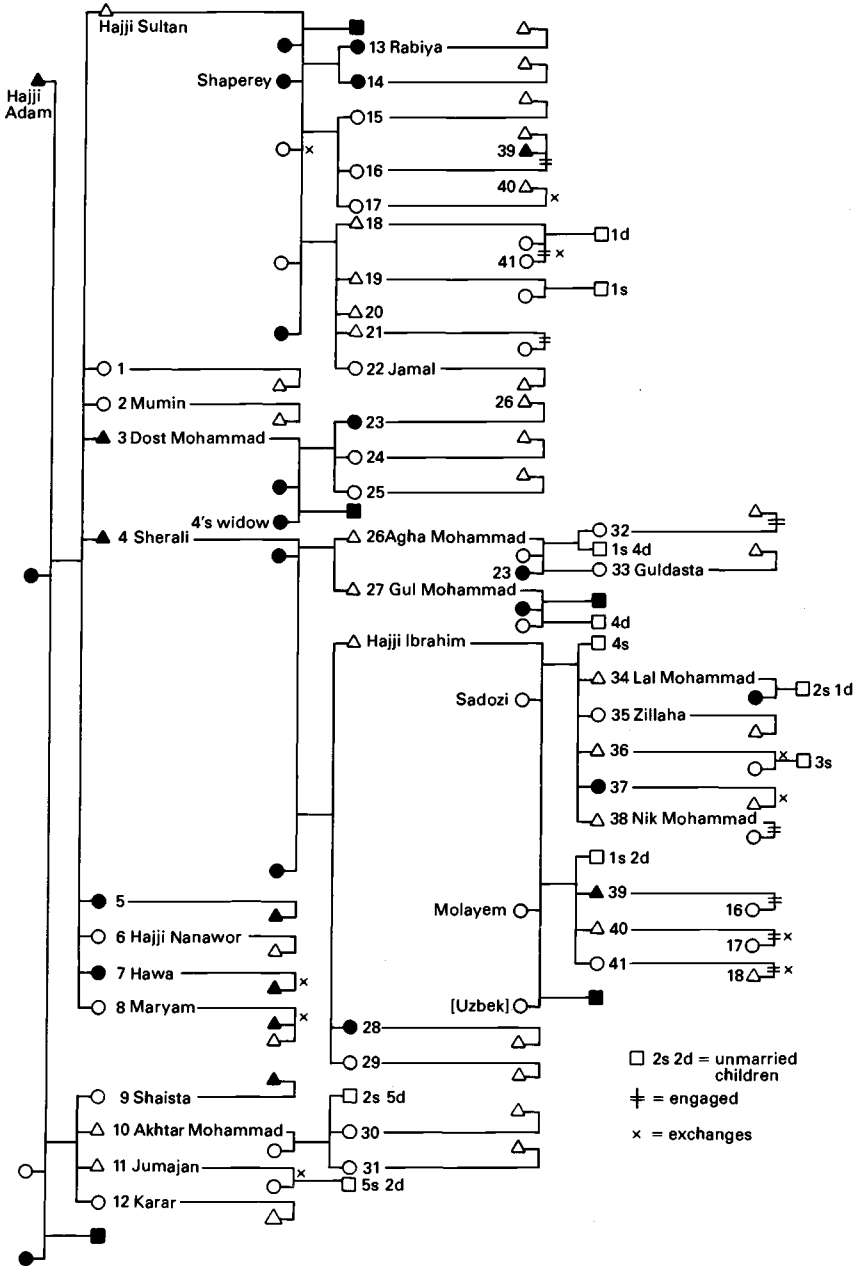 Hajji Sultan
13 Rabiya
Shaperey
14
Hajji
Adam
15
39
16
40
17
18
1d
41
19
1s
20
21
1
22 Jamal
26
2 Mumin
23
3 Dost Mohammad
24
25
4's widow
4 Sherali
26Agha Mohammad
32
1s 4d
23
33 Guldasta
27 Gul Mohammad
4d
Hajji Ibrahim
4s
34 Lal Mohammad
2s 1d
Sadozi
35 Zillaha
36
3s
37
38 Nik Mohammad
1s 2d
5
39
Molayem
16
6 Hajji Nanawor
40
17
7 Hawa
41
18
8 Maryam
[Uzbek]
28
29
2s 2d = unmarried
children
9 Shaista
2s 5d
= engaged
10 Akhtar Mohammad
30
× = exchanges
11 Jumajan
31
5s 2d
12 Karar